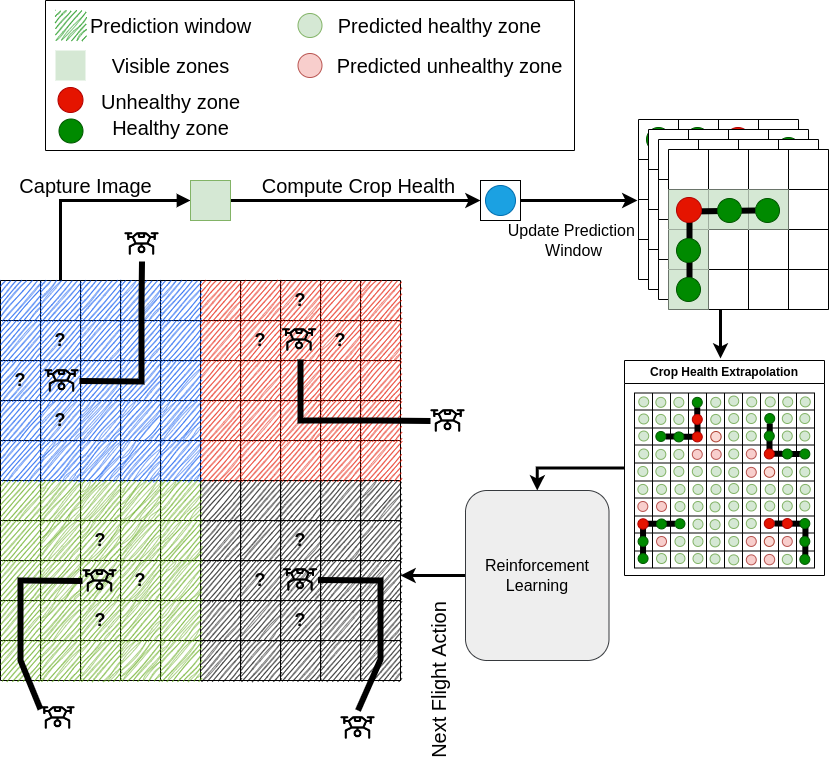 Prediction window
Predicted healthy zone
Visible zones
Predicted unhealthy zone
Unhealthy zone
Healthy zone
Capture Image
Compute Crop Health
Update Prediction
Window
?
?
?
?
?
?
?
Crop Health Extrapolation
?
?
?
?
?
?
Reinforcement
Learning
Next Flight Action